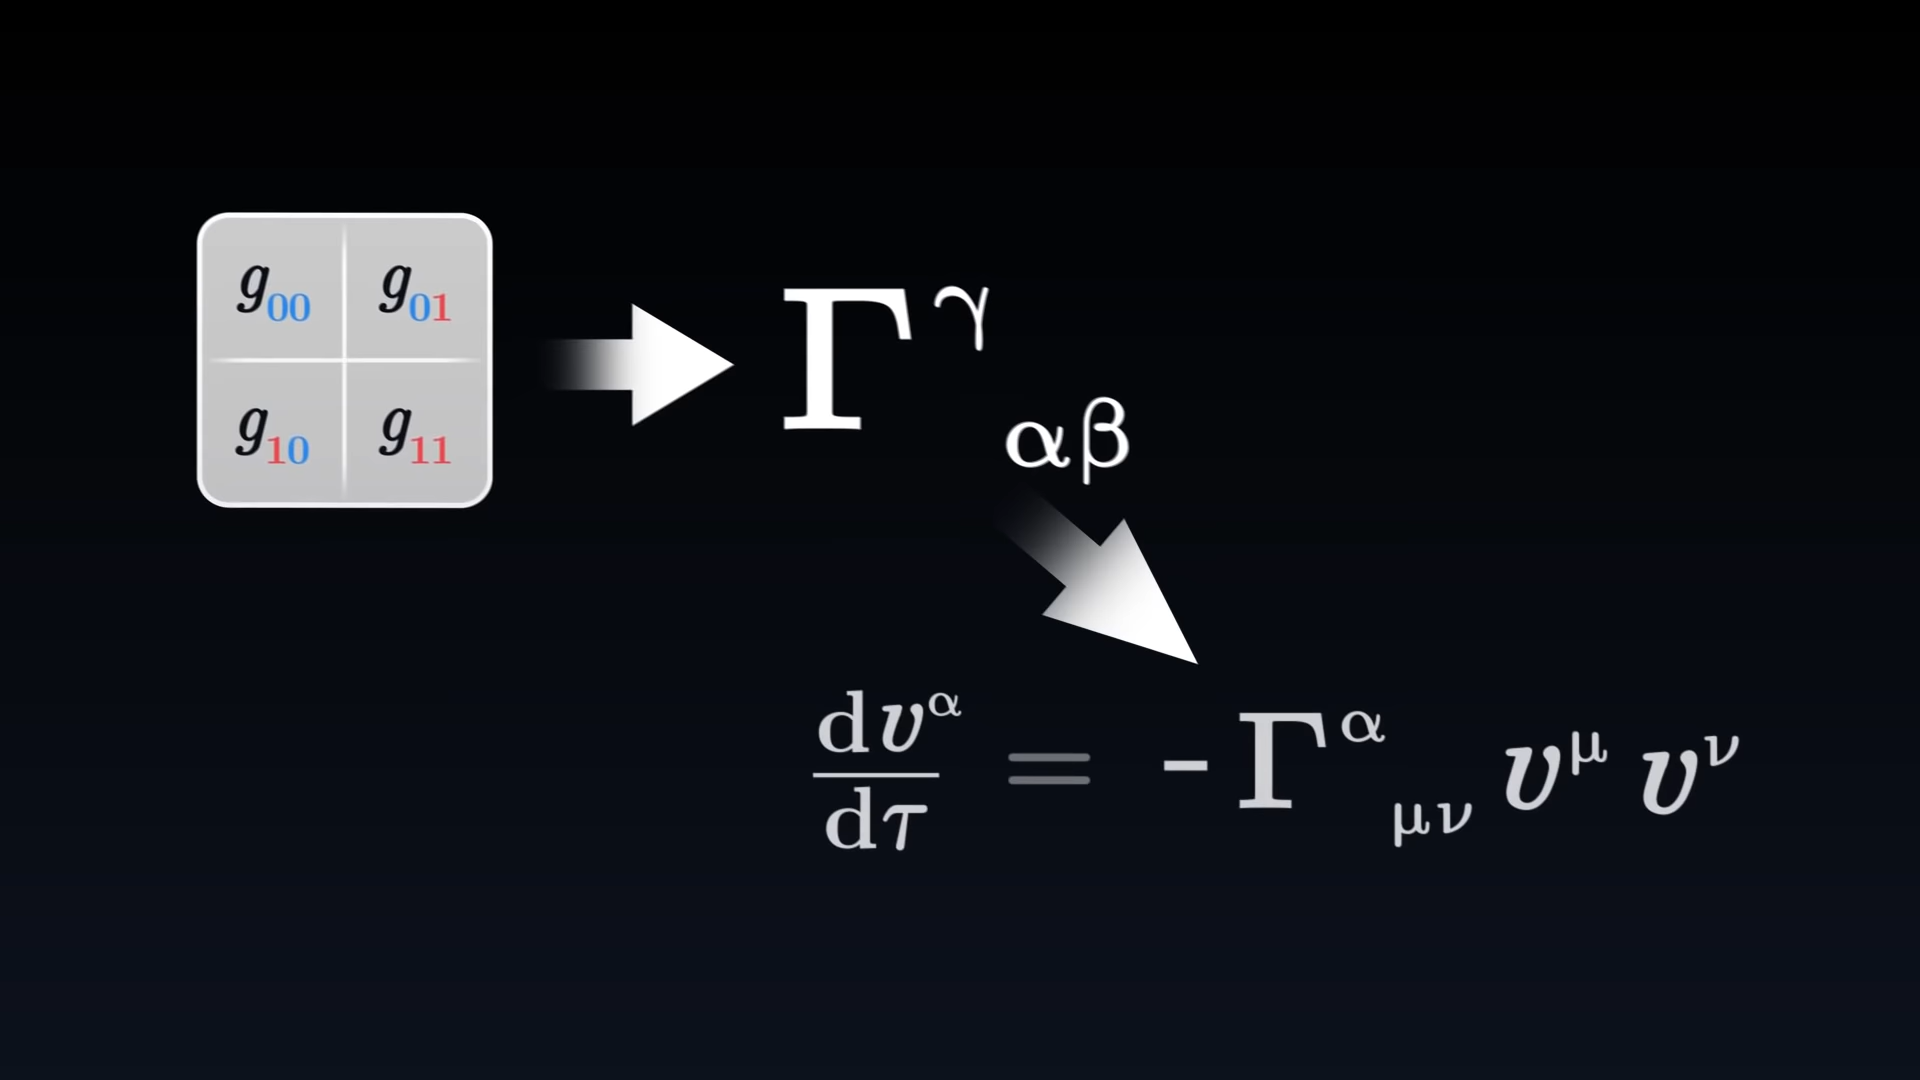 g₀₀ g₀₁
g₁₀ g₁₁
Γ^γ_αβ
dv^α/dτ = -Γ^α_μν v^μ v^ν